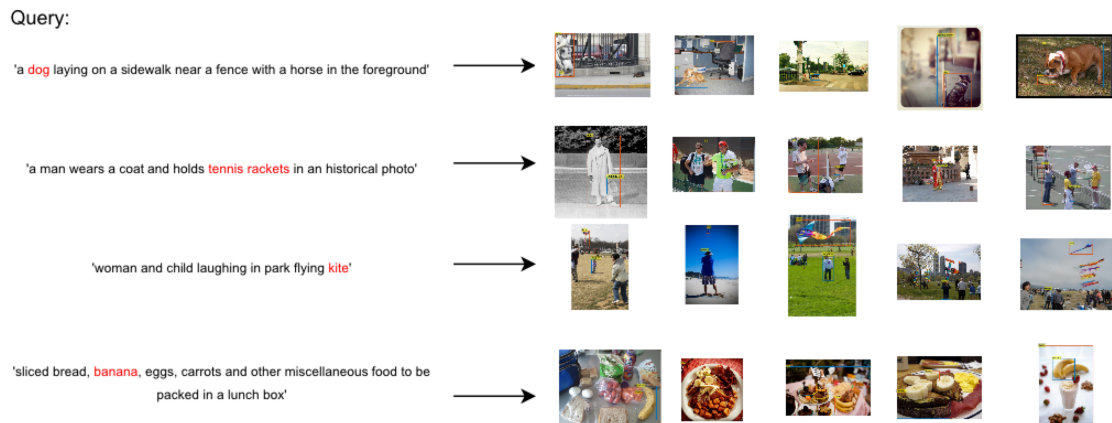 Query:
'a dog laying on a sidewalk near a fence with a horse in the foreground'
'a man wears a coat and holds tennis rackets in an historical photo'
'woman and child laughing in park flying kite'
'sliced bread, banana, eggs, carrots and other miscellaneous food to be
packed in a lunch box'